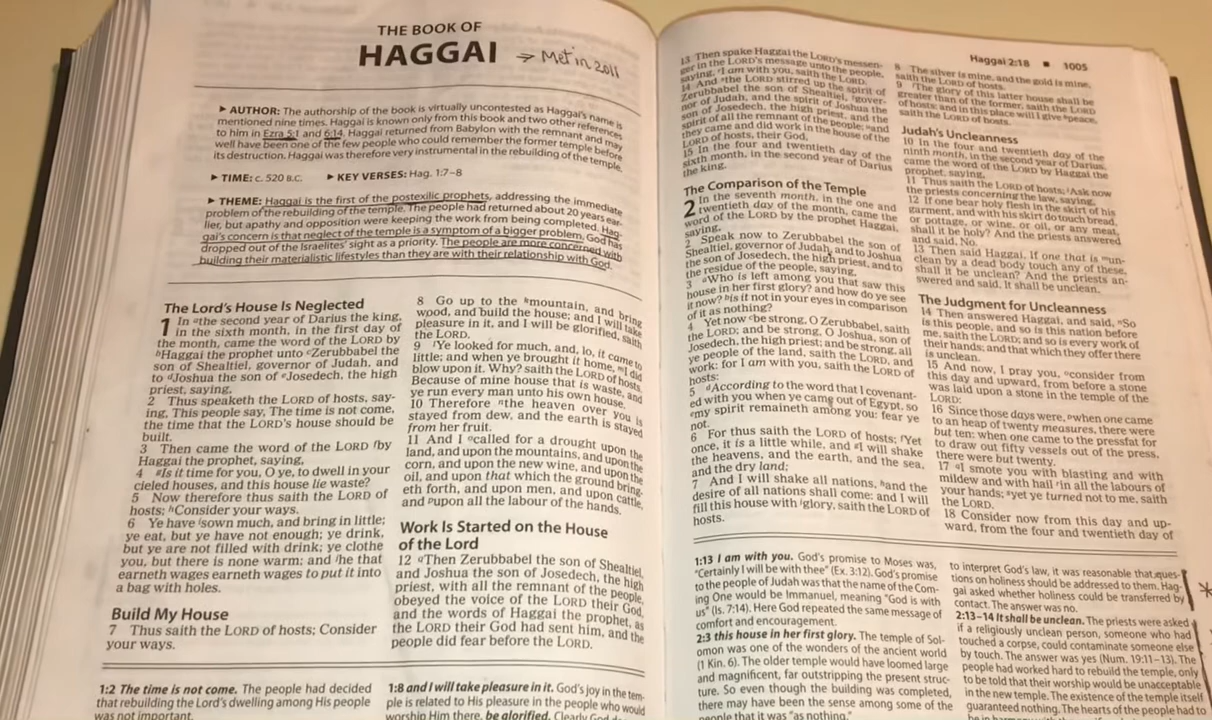 THE BOOK OF
HAGGAI → Met in 2011
► AUTHOR: The authorship of the book is virtually uncontested as Haggai's name is
mentioned nine times. Haggai is known only from this book and two other references
to him in Ezra 5:1 and 6:14. Haggai returned from Babylon with the remnant and may
well have been one of the few people who could remember the former temple before
its destruction. Haggai was therefore very instrumental in the rebuilding of the temple.
► TIME: c. 520 B.C. ► KEY VERSES: Hag. 1:7–8
► THEME: Haggai is the first of the postexilic prophets, addressing the immediate
problem of the rebuilding of the temple. The people had returned about 20 years ear-
lier, but apathy and opposition were keeping the work from being completed. Hag-
gai's concern is that neglect of the temple is a symptom of a bigger problem. God has
dropped out of the Israelites' sight as a priority. The people are more concerned with
building their materialistic lifestyles than they are with their relationship with God.
The Lord's House Is Neglected
1 In ᵃthe second year of Darius the king,
in the sixth month, in the first day of
the month, came the word of the LORD by
ᵇHaggai the prophet unto ᶜZerubbabel the
son of Shealtiel, governor of Judah, and
to ᵈJoshua the son of ᵉJosedech, the high
priest, saying,
2 Thus speaketh the LORD of hosts, say-
ing, This people say, The time is not come,
the time that the LORD's house should be
built.
3 Then came the word of the LORD ᶠby
Haggai the prophet, saying,
4 ᵍIs it time for you, O ye, to dwell in your
cieled houses, and this house lie waste?
5 Now therefore thus saith the LORD of
hosts; ʰConsider your ways.
6 Ye have ⁱsown much, and bring in little;
ye eat, but ye have not enough; ye drink,
but ye are not filled with drink; ye clothe
you, but there is none warm; and ʲhe that
earneth wages earneth wages to put it into
a bag with holes.
Build My House
7 Thus saith the LORD of hosts; Consider
your ways.
8 Go up to the ᵏmountain, and bring
wood, and build the house; and I will take
pleasure in it, and I will be glorified, saith
the LORD.
9 ˡYe looked for much, and, lo, it came to
little; and when ye brought it home, ᵐI did
blow upon it. Why? saith the LORD of hosts.
Because of mine house that is waste, and
ye run every man unto his own house.
10 Therefore ⁿthe heaven over you is
stayed from dew, and the earth is stayed
from her fruit.
11 And I ᵒcalled for a drought upon the
land, and upon the mountains, and upon the
corn, and upon the new wine, and upon the
oil, and upon that which the ground bring-
eth forth, and upon men, and upon cattle,
and ᵖupon all the labour of the hands.
Work Is Started on the House
of the Lord
12 ᵠThen Zerubbabel the son of Shealtiel,
and Joshua the son of Josedech, the high
priest, with all the remnant of the people,
obeyed the voice of the LORD their God,
and the words of Haggai the prophet, as
the LORD their God had sent him, and the
people did fear before the LORD.
1:2 The time is not come. The people had decided
that rebuilding the Lord's dwelling among His people
was not important.
1:8 and I will take pleasure in it. God's joy in the tem-
ple is related to His pleasure in the people who would
worship Him there. be glorified. Clearly God
Haggai 2:18 ■ 1005
13 Then spake Haggai the LORD's messen-
ger in the LORD's message unto the people,
saying, ʳI am with you, saith the LORD.
14 And ˢthe LORD stirred up the spirit of
Zerubbabel the son of Shealtiel, ᵗgover-
nor of Judah, and the spirit of Joshua the
son of Josedech, the high priest, and the
spirit of all the remnant of the people; ᵘand
they came and did work in the house of the
LORD of hosts, their God,
15 In the four and twentieth day of the
sixth month, in the second year of Darius
the king.
The Comparison of the Temple
2 In the seventh month, in the one and
twentieth day of the month, came the
word of the LORD by the prophet Haggai,
saying,
2 Speak now to Zerubbabel the son of
Shealtiel, governor of Judah, and to Joshua
the son of Josedech, the high priest, and to
the residue of the people, saying,
3 ᵃWho is left among you that saw this
house in her first glory? and how do ye see
it now? ᵇis it not in your eyes in comparison
of it as nothing?
4 Yet now ᶜbe strong, O Zerubbabel, saith
the LORD; and be strong, O Joshua, son of
Josedech, the high priest; and be strong, all
ye people of the land, saith the LORD, and
work: for I am with you, saith the LORD of
hosts:
5 ᵈAccording to the word that I covenant-
ed with you when ye came out of Egypt, so
ᵉmy spirit remaineth among you: fear ye
not.
6 For thus saith the LORD of hosts; ᶠYet
once, it is a little while, and ᵍI will shake
the heavens, and the earth, and the sea,
and the dry land;
7 And I will shake all nations, ʰand the
desire of all nations shall come: and I will
fill this house with ⁱglory, saith the LORD of
hosts.
8 The silver is mine, and the gold is mine,
saith the LORD of hosts.
9 ʲThe glory of this latter house shall be
greater than of the former, saith the LORD
of hosts: and in this place will I give ᵏpeace,
saith the LORD of hosts.
Judah's Uncleanness
10 In the four and twentieth day of the
ninth month, in the second year of Darius,
came the word of the LORD by Haggai the
prophet, saying,
11 Thus saith the LORD of hosts; ˡAsk now
the priests concerning the law, saying,
12 If one bear holy flesh in the skirt of his
garment, and with his skirt do touch bread,
or pottage, or wine, or oil, or any meat,
shall it be holy? And the priests answered
and said, No.
13 Then said Haggai, If one that is ᵐun-
clean by a dead body touch any of these,
shall it be unclean? And the priests an-
swered and said, It shall be unclean.
The Judgment for Uncleanness
14 Then answered Haggai, and said, ⁿSo
is this people, and so is this nation before
me, saith the LORD; and so is every work of
their hands; and that which they offer there
is unclean.
15 And now, I pray you, ᵒconsider from
this day and upward, from before a stone
was laid upon a stone in the temple of the
LORD:
16 Since those days were, ᵖwhen one came
to an heap of twenty measures, there were
but ten: when one came to the pressfat for
to draw out fifty vessels out of the press,
there were but twenty.
17 ᵠI smote you with blasting and with
mildew and with hail ʳin all the labours of
your hands; ˢyet ye turned not to me, saith
the LORD.
18 Consider now from this day and up-
ward, from the four and twentieth day of
1:13 I am with you. God's promise to Moses was,
"Certainly I will be with thee" (Ex. 3:12). God's promise
to the people of Judah was that the name of the Com-
ing One would be Immanuel, meaning "God is with
us" (Is. 7:14). Here God repeated the same message of
comfort and encouragement.
2:3 this house in her first glory. The temple of Sol-
omon was one of the wonders of the ancient world
(1 Kin. 6). The older temple would have loomed large
and magnificent, far outstripping the present struc-
ture. So even though the building was completed,
there may have been the sense among some of the
people that it was "as nothing."
to interpret God's law, it was reasonable that ques-
tions on holiness should be addressed to them. Hag-
gai asked whether holiness could be transferred by
contact. The answer was no.
2:13–14 It shall be unclean. The priests were asked
if a religiously unclean person, someone who had
touched a corpse, could contaminate someone else
by touch. The answer was yes (Num. 19:11–13). The
people had worked hard to rebuild the temple, only
to be told that their worship would be unacceptable
in the new temple. The existence of the temple itself
guaranteed nothing. The hearts of the people had to